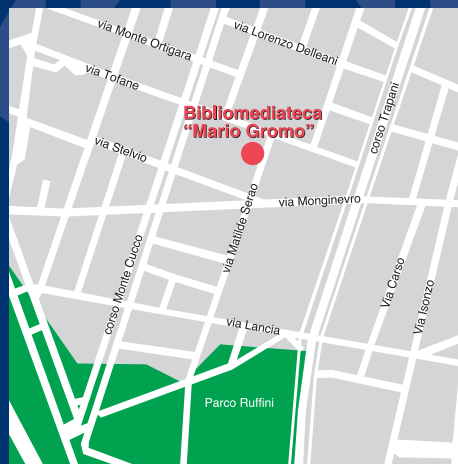 via Monte Ortigara
via Lorenzo Delleani
via Tofane
corso Trapani
Bibliomediateca
“Mario Gromo”
via Stelvio
via Monginevro
via Matilde Serao
corso Monte Cucco
Via Carso
Via Isonzo
via Lancia
Parco Ruffini